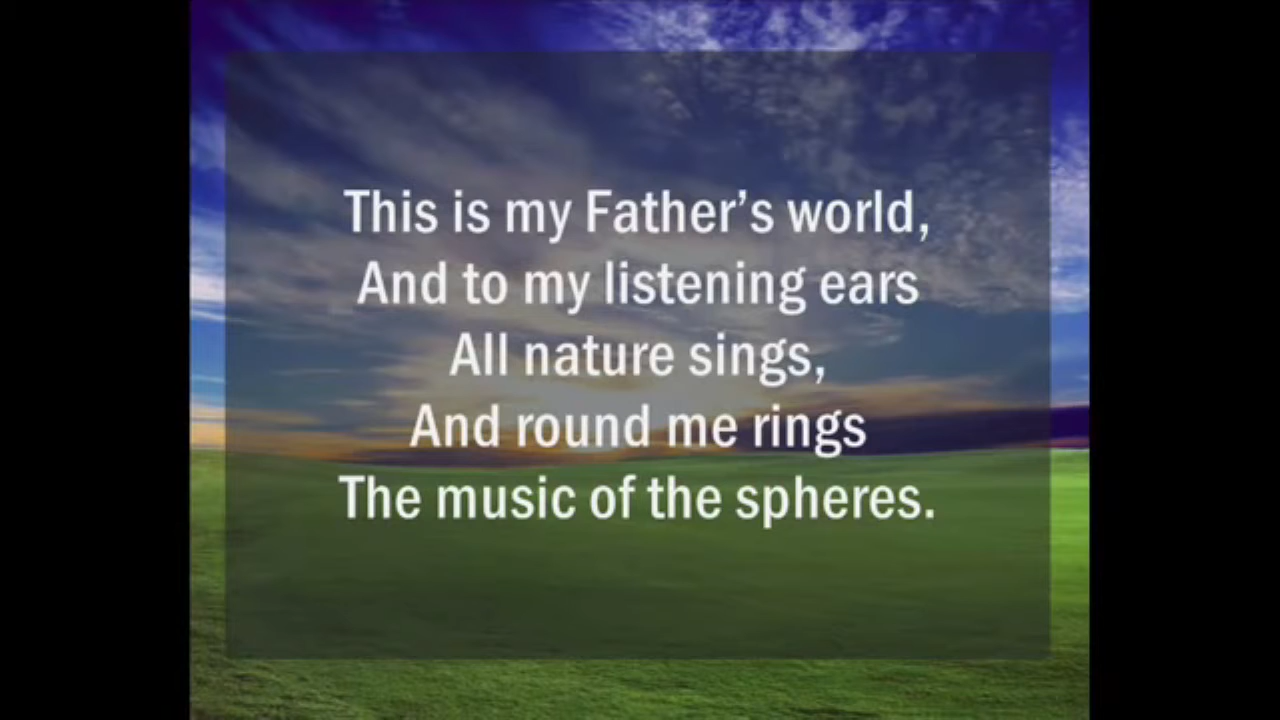 This is my Father’s world,
And to my listening ears
All nature sings,
And round me rings
The music of the spheres.